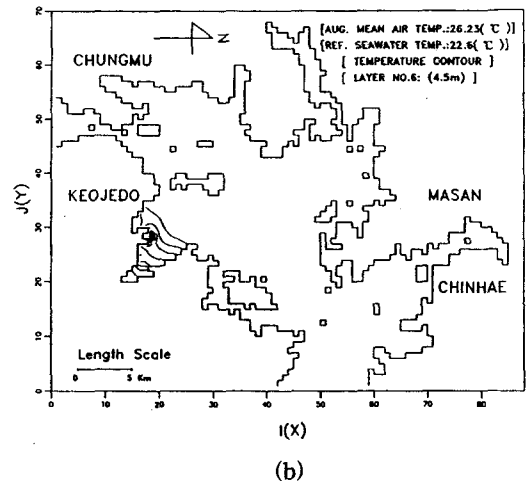 [AUG. MEAN AIR TEMP.:26.23( ℃ )]
[REF. SEAWATER TEMP.:22.6( ℃ )]
[ TEMPERATURE CONTOUR ]
[ LAYER NO.6: (4.5m) ]
N
CHUNGMU
KEOJEDO
MASAN
CHINHAE
Length Scale
0 5 Km
J(Y)
70
60
50
40
30
20
10
0
0 10 20 30 40 50 60 70 80
I(X)
(b)